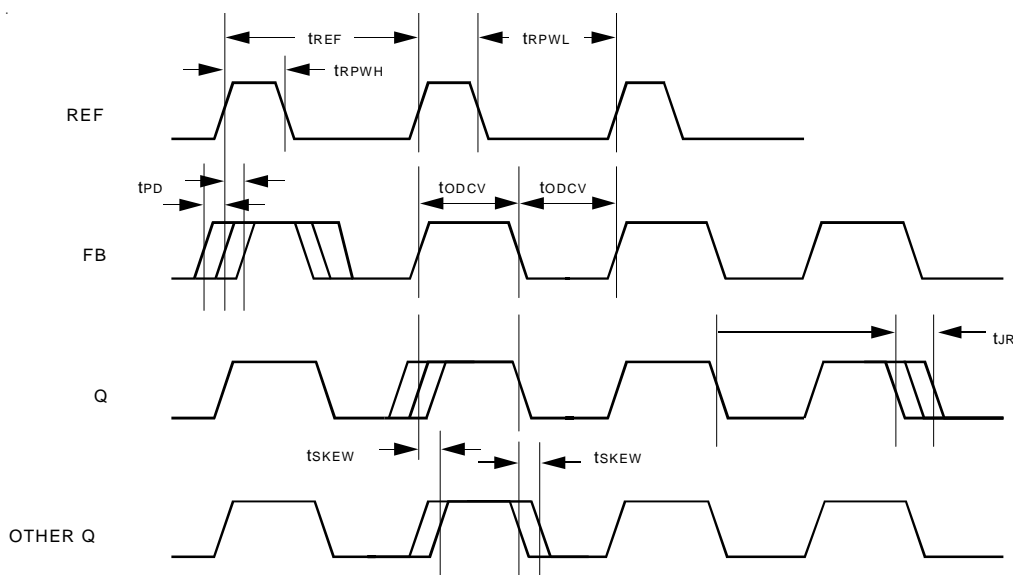 tREF
tRPWL
tRPWH
REF
tPD
tODCV
tODCV
FB
tJR
Q
tSKEW
tSKEW
OTHER Q